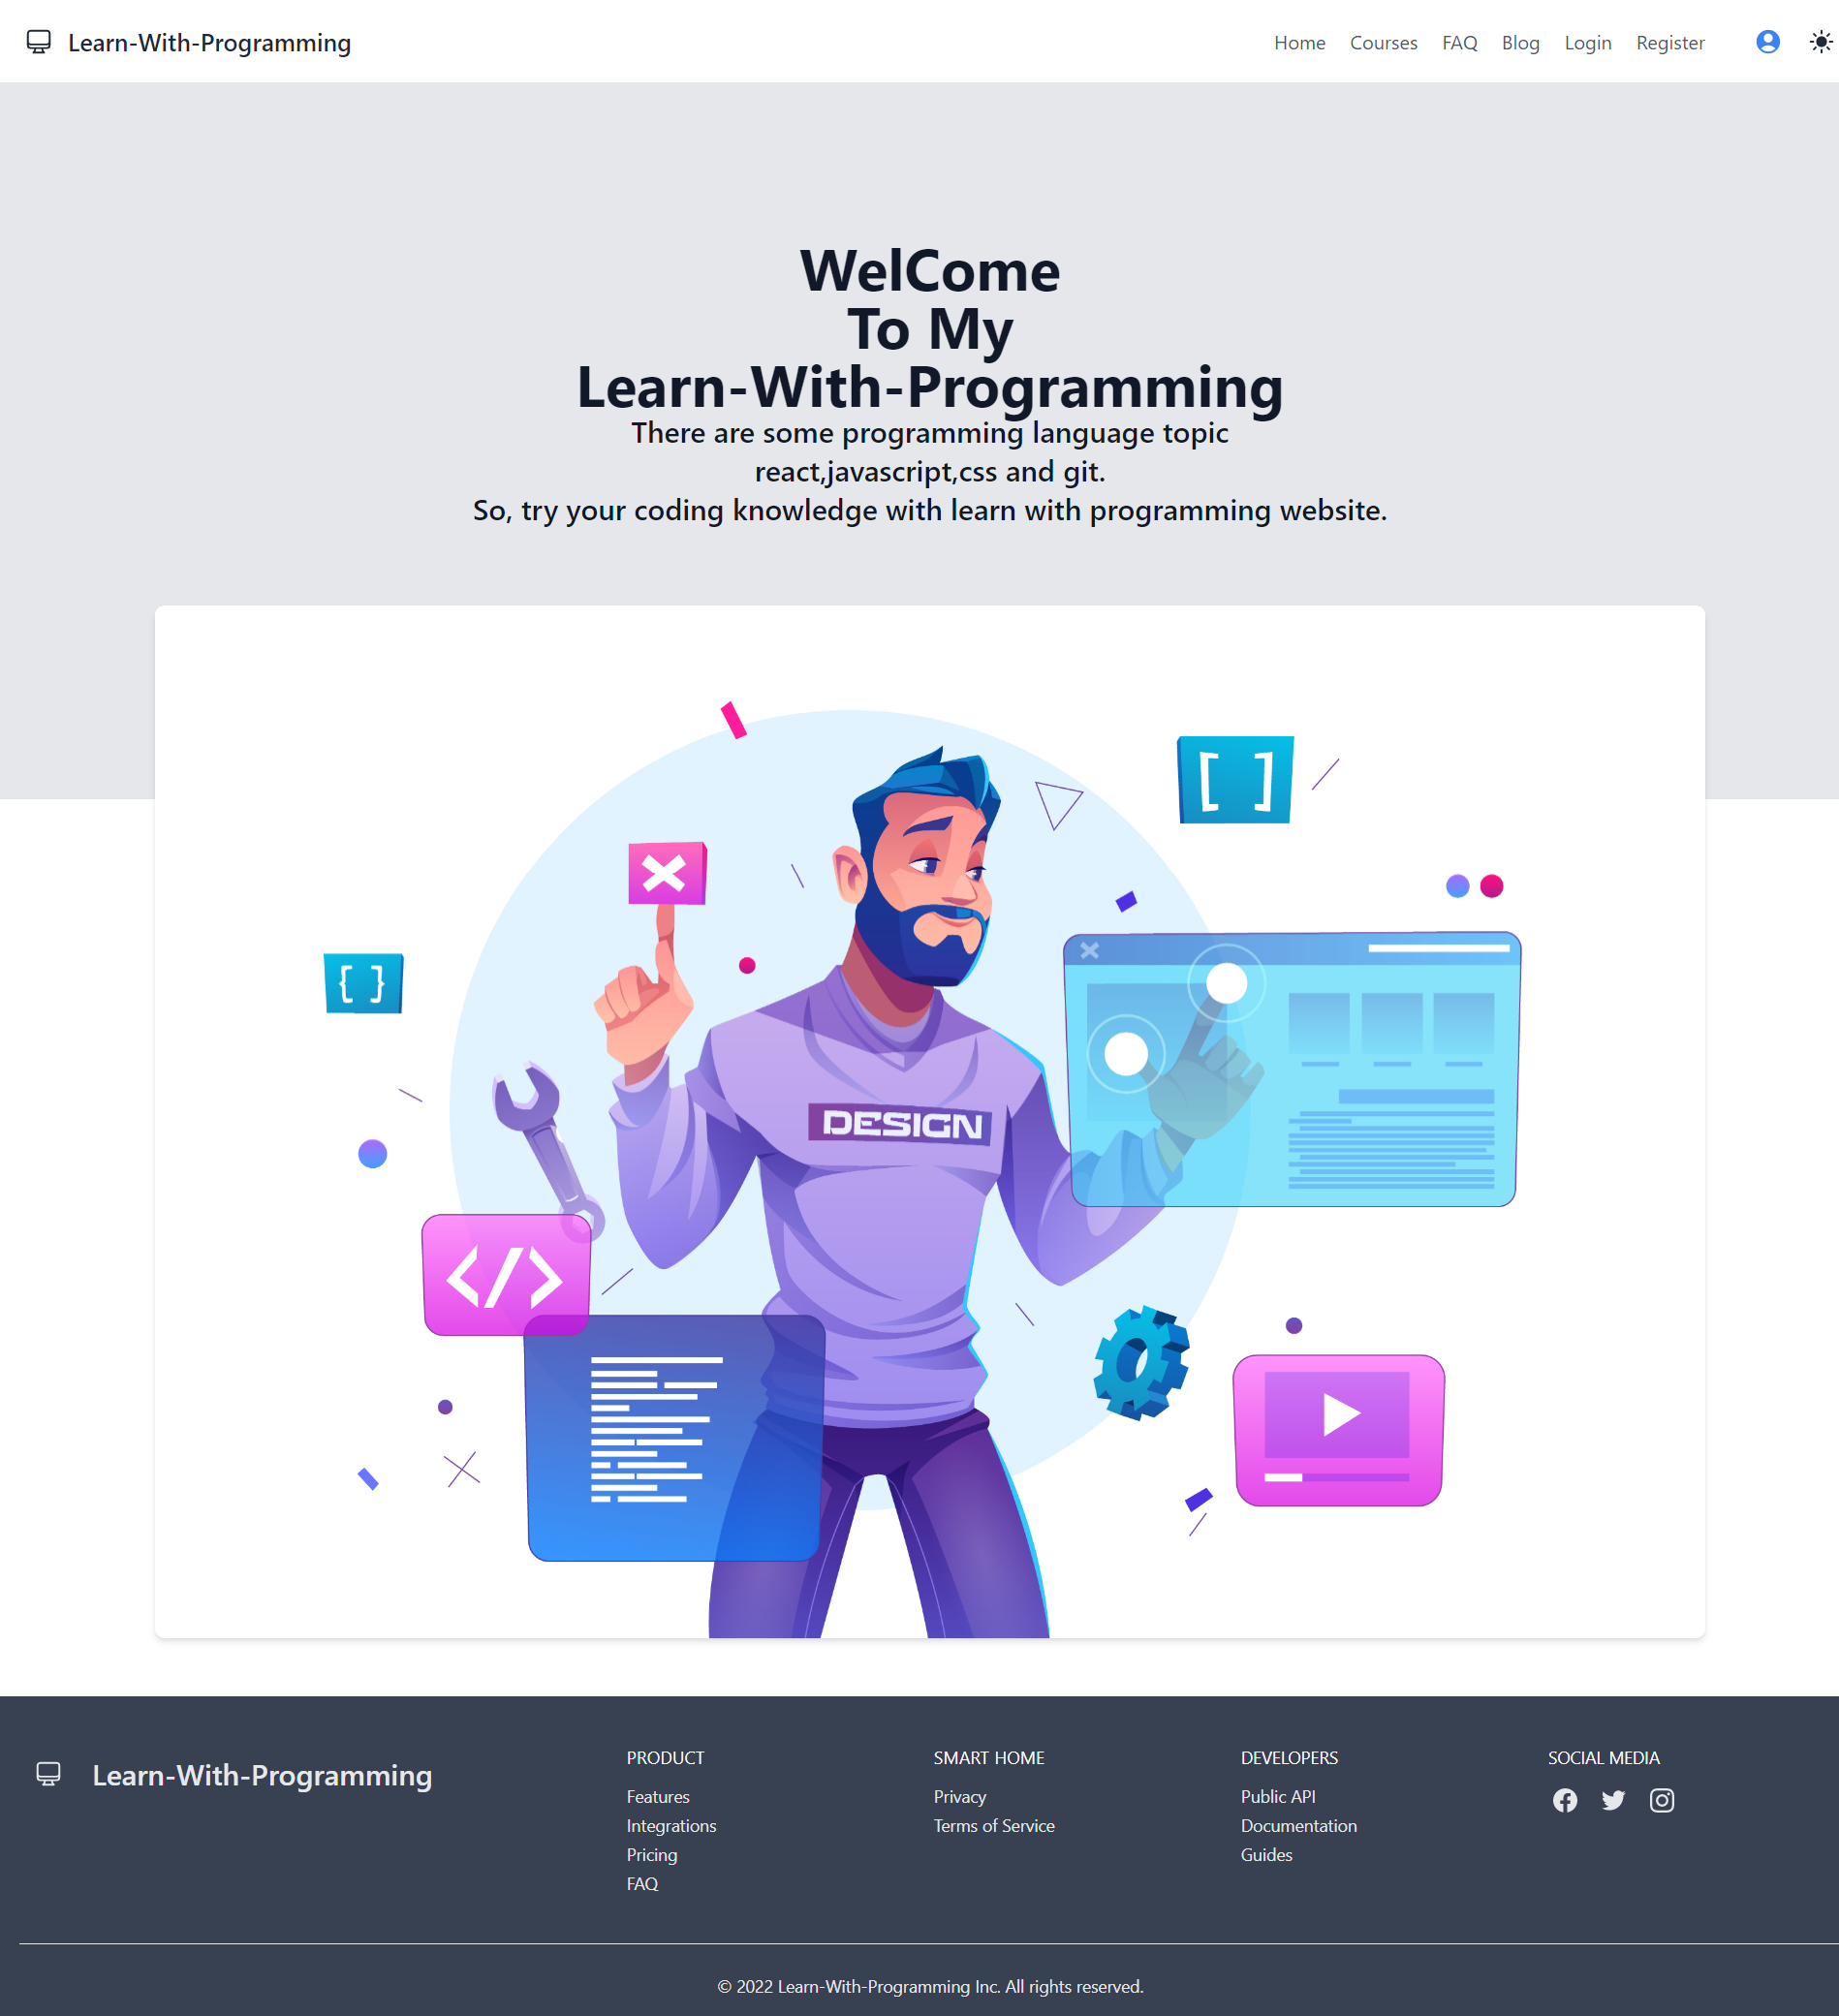 Learn-With-Programming
Home Courses FAQ Blog Login Register
WelCome
To My
Learn-With-Programming
There are some programming language topic
react,javascript,css and git.
So, try your coding knowledge with learn with programming website.
[ ]
{ }
DESIGN
</>
Learn-With-Programming
PRODUCT
Features
Integrations
Pricing
FAQ
SMART HOME
Privacy
Terms of Service
DEVELOPERS
Public API
Documentation
Guides
SOCIAL MEDIA
© 2022 Learn-With-Programming Inc. All rights reserved.